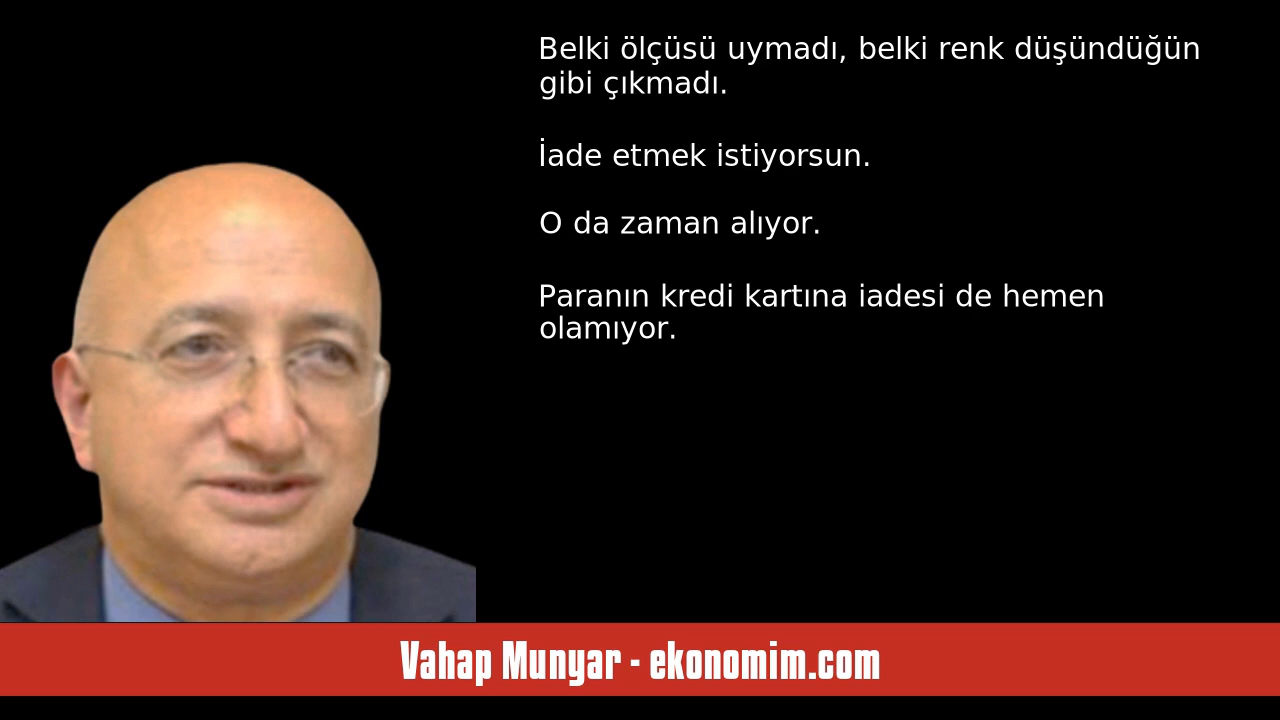 Belki ölçüsü uymadı, belki renk düşündüğün
gibi çıkmadı.
İade etmek istiyorsun.
O da zaman alıyor.
Paranın kredi kartına iadesi de hemen
olamıyor.
Vahap Munyar - ekonomim.com